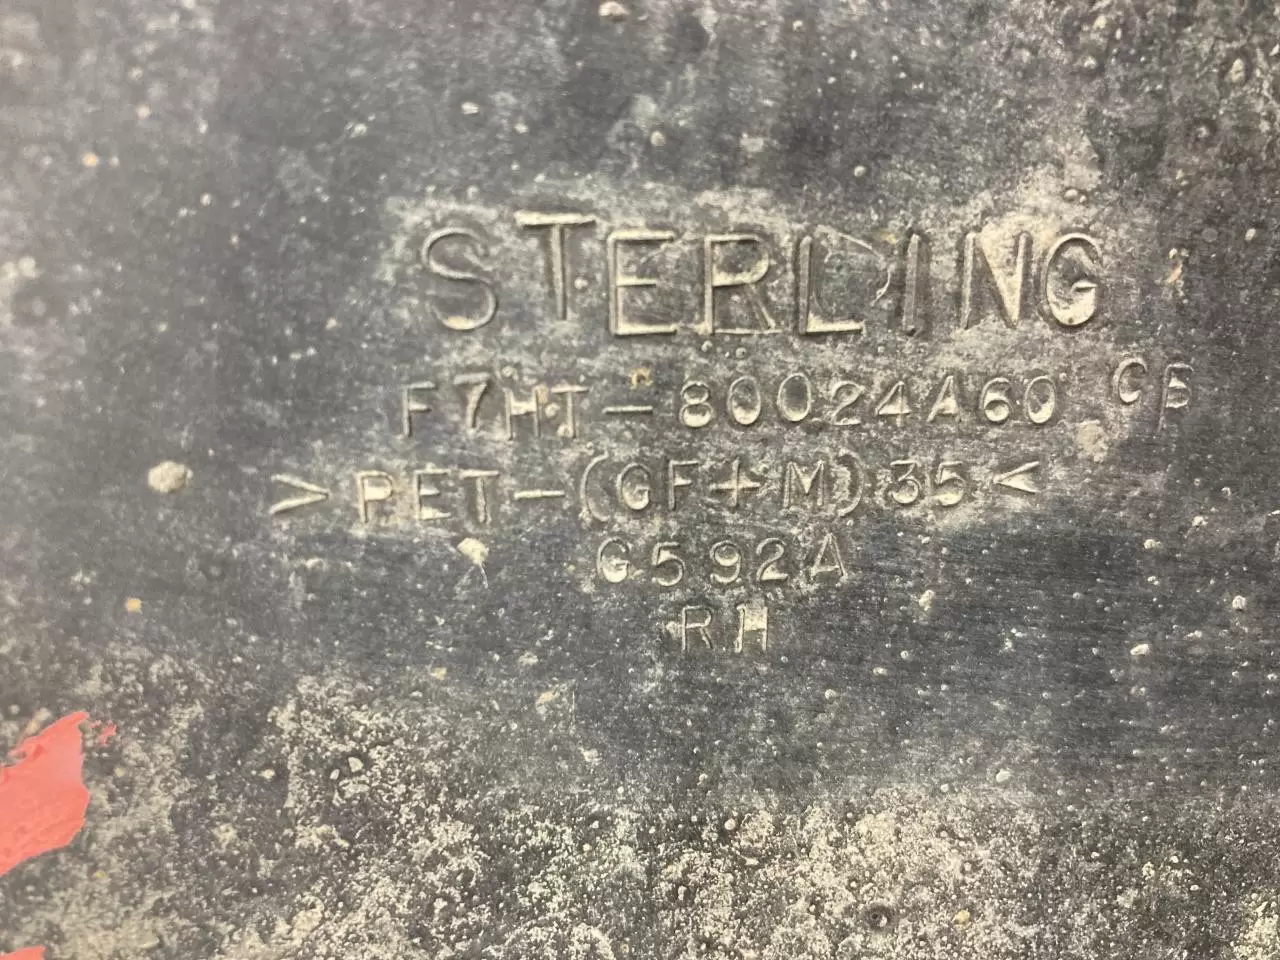 STERLING
F7HT-80024A60 CB
>PET-(GF+M)35<
G592A
RH